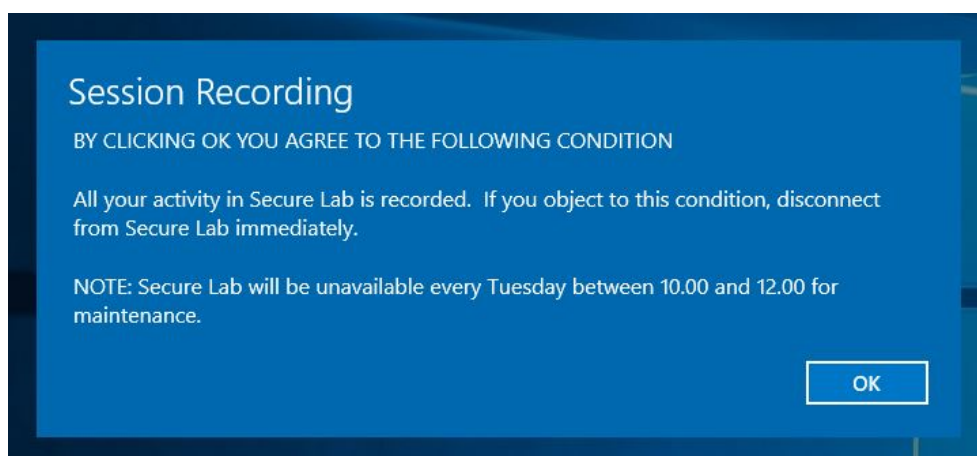 Session Recording
BY CLICKING OK YOU AGREE TO THE FOLLOWING CONDITION
All your activity in Secure Lab is recorded.  If you object to this condition, disconnect
from Secure Lab immediately.
NOTE: Secure Lab will be unavailable every Tuesday between 10.00 and 12.00 for
maintenance.
OK